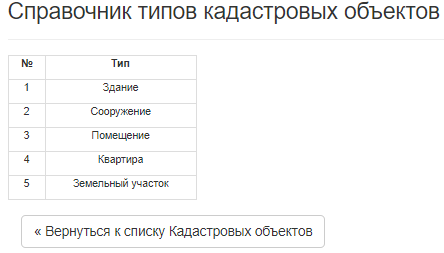 Справочник типов кадастровых объектов
№ Тип
1 Здание
2 Сооружение
3 Помещение
4 Квартира
5 Земельный участок
« Вернуться к списку Кадастровых объектов